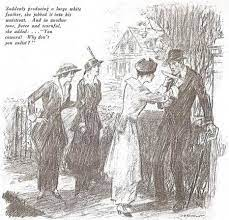 Suddenly producing a large white
feather, she jabbed it into his
waistcoat. And in another
tone, fierce and scornful,
she added: . . . . "You
coward! Why don't
you enlist?"